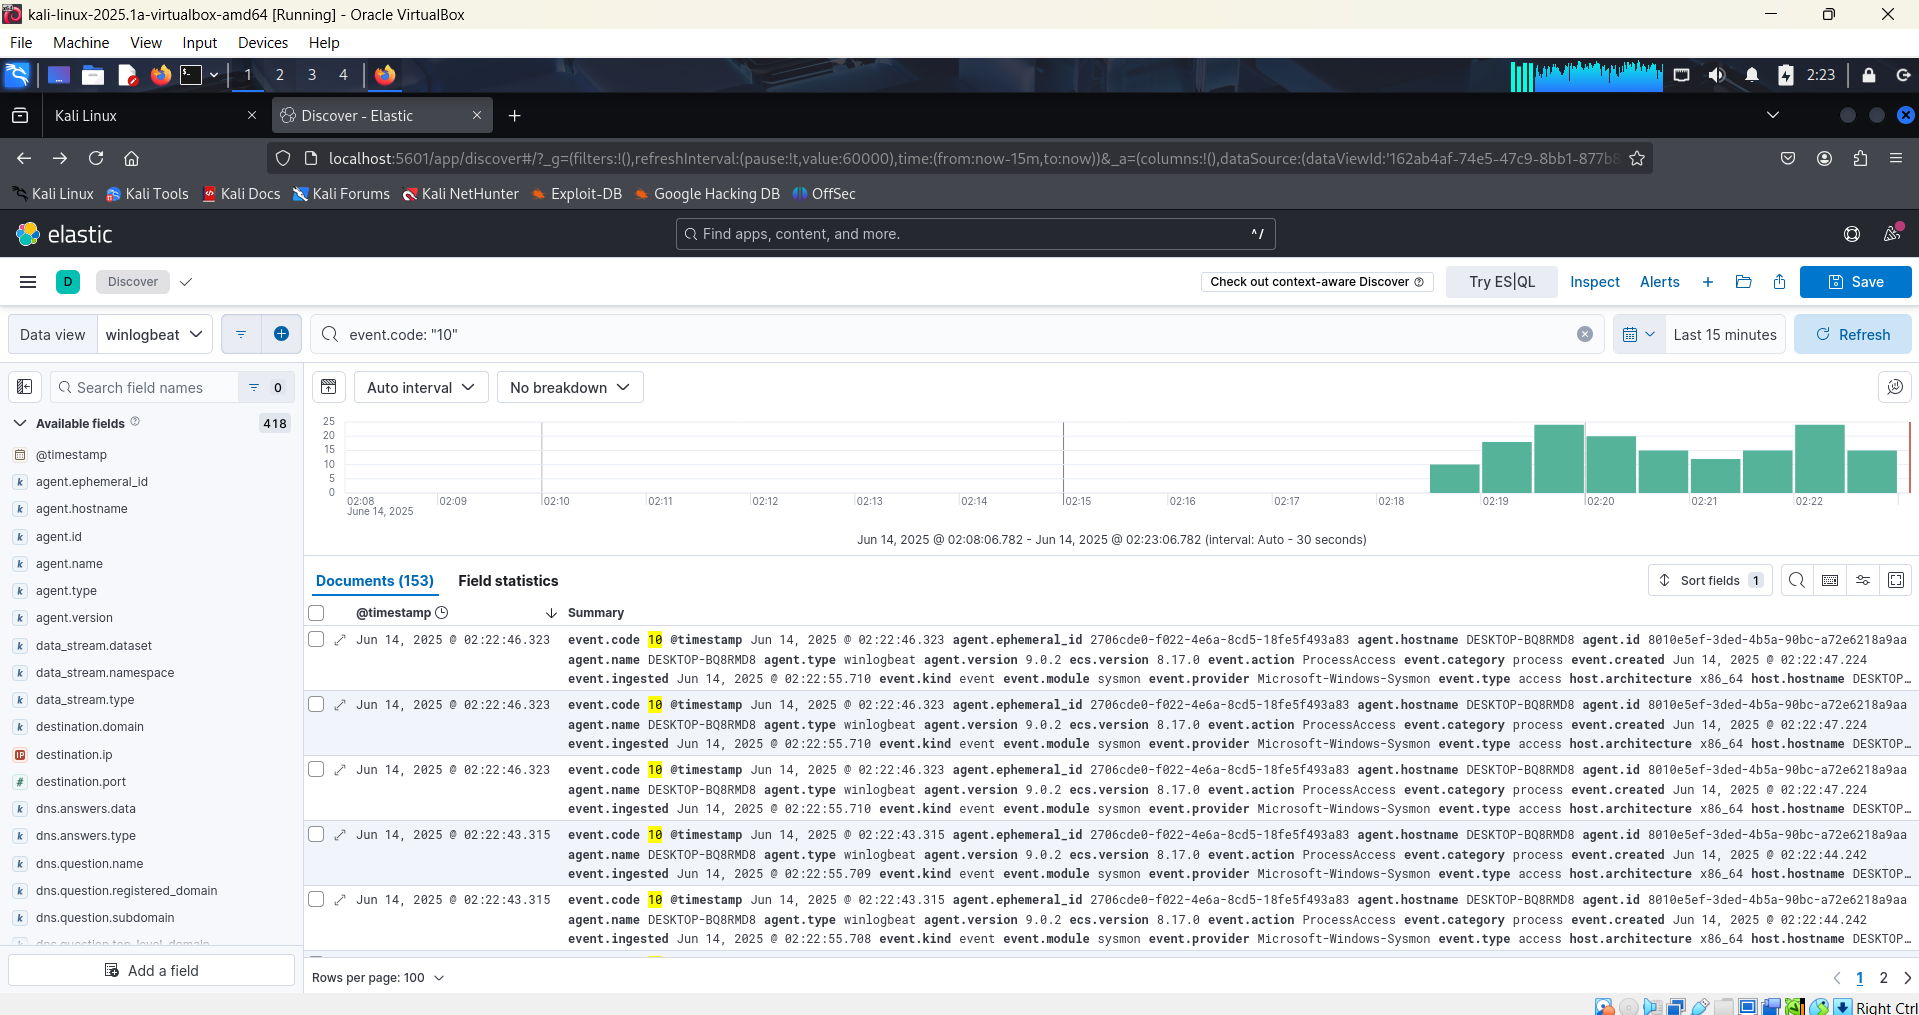 kali-linux-2025.1a-virtualbox-amd64 [Running] - Oracle VirtualBox
File Machine View Input Devices Help
1 2 3 4 2:23
Kali Linux Discover - Elastic
localhost:5601/app/discover#/?_g=(filters:!(),refreshInterval:(pause:!t,value:60000),time:(from:now-15m,to:now))&_a=(columns:!(),dataSource:(dataViewId:'162ab4af-74e5-47c9-8bb1-877b8
Kali Linux Kali Tools Kali Docs Kali Forums Kali NetHunter Exploit-DB Google Hacking DB OffSec
elastic Find apps, content, and more. ^/
D Discover Check out context-aware Discover Try ES|QL Inspect Alerts + Save
Data view winlogbeat event.code: "10" Last 15 minutes Refresh
Search field names 0 Auto interval No breakdown
Available fields 418
@timestamp
agent.ephemeral_id
agent.hostname
agent.id
agent.name
agent.type
agent.version
data_stream.dataset
data_stream.namespace
data_stream.type
destination.domain
destination.ip
destination.port
dns.answers.data
dns.answers.type
dns.question.name
dns.question.registered_domain
dns.question.subdomain
dns.question.top_level_domain
Add a field
25
20
15
10
5
0
02:08 02:09 02:10 02:11 02:12 02:13 02:14 02:15 02:16 02:17 02:18 02:19 02:20 02:21 02:22
June 14, 2025
Jun 14, 2025 @ 02:08:06.782 - Jun 14, 2025 @ 02:23:06.782 (interval: Auto - 30 seconds)
Documents (153) Field statistics Sort fields 1
@timestamp Summary
Jun 14, 2025 @ 02:22:46.323 event.code 10 @timestamp Jun 14, 2025 @ 02:22:46.323 agent.ephemeral_id 2706cde0-f022-4e6a-8cd5-18fe5f493a83 agent.hostname DESKTOP-BQ8RMD8 agent.id 8010e5ef-3ded-4b5a-90bc-a72e6218a9aa
agent.name DESKTOP-BQ8RMD8 agent.type winlogbeat agent.version 9.0.2 ecs.version 8.17.0 event.action ProcessAccess event.category process event.created Jun 14, 2025 @ 02:22:47.224
event.ingested Jun 14, 2025 @ 02:22:55.710 event.kind event event.module sysmon event.provider Microsoft-Windows-Sysmon event.type access host.architecture x86_64 host.hostname DESKTOP…
Jun 14, 2025 @ 02:22:46.323 event.code 10 @timestamp Jun 14, 2025 @ 02:22:46.323 agent.ephemeral_id 2706cde0-f022-4e6a-8cd5-18fe5f493a83 agent.hostname DESKTOP-BQ8RMD8 agent.id 8010e5ef-3ded-4b5a-90bc-a72e6218a9aa
agent.name DESKTOP-BQ8RMD8 agent.type winlogbeat agent.version 9.0.2 ecs.version 8.17.0 event.action ProcessAccess event.category process event.created Jun 14, 2025 @ 02:22:47.224
event.ingested Jun 14, 2025 @ 02:22:55.710 event.kind event event.module sysmon event.provider Microsoft-Windows-Sysmon event.type access host.architecture x86_64 host.hostname DESKTOP…
Jun 14, 2025 @ 02:22:46.323 event.code 10 @timestamp Jun 14, 2025 @ 02:22:46.323 agent.ephemeral_id 2706cde0-f022-4e6a-8cd5-18fe5f493a83 agent.hostname DESKTOP-BQ8RMD8 agent.id 8010e5ef-3ded-4b5a-90bc-a72e6218a9aa
agent.name DESKTOP-BQ8RMD8 agent.type winlogbeat agent.version 9.0.2 ecs.version 8.17.0 event.action ProcessAccess event.category process event.created Jun 14, 2025 @ 02:22:47.224
event.ingested Jun 14, 2025 @ 02:22:55.710 event.kind event event.module sysmon event.provider Microsoft-Windows-Sysmon event.type access host.architecture x86_64 host.hostname DESKTOP…
Jun 14, 2025 @ 02:22:43.315 event.code 10 @timestamp Jun 14, 2025 @ 02:22:43.315 agent.ephemeral_id 2706cde0-f022-4e6a-8cd5-18fe5f493a83 agent.hostname DESKTOP-BQ8RMD8 agent.id 8010e5ef-3ded-4b5a-90bc-a72e6218a9aa
agent.name DESKTOP-BQ8RMD8 agent.type winlogbeat agent.version 9.0.2 ecs.version 8.17.0 event.action ProcessAccess event.category process event.created Jun 14, 2025 @ 02:22:44.242
event.ingested Jun 14, 2025 @ 02:22:55.709 event.kind event event.module sysmon event.provider Microsoft-Windows-Sysmon event.type access host.architecture x86_64 host.hostname DESKTOP…
Jun 14, 2025 @ 02:22:43.315 event.code 10 @timestamp Jun 14, 2025 @ 02:22:43.315 agent.ephemeral_id 2706cde0-f022-4e6a-8cd5-18fe5f493a83 agent.hostname DESKTOP-BQ8RMD8 agent.id 8010e5ef-3ded-4b5a-90bc-a72e6218a9aa
agent.name DESKTOP-BQ8RMD8 agent.type winlogbeat agent.version 9.0.2 ecs.version 8.17.0 event.action ProcessAccess event.category process event.created Jun 14, 2025 @ 02:22:44.242
event.ingested Jun 14, 2025 @ 02:22:55.708 event.kind event event.module sysmon event.provider Microsoft-Windows-Sysmon event.type access host.architecture x86_64 host.hostname DESKTOP…
Rows per page: 100 1 2
Right Ctrl